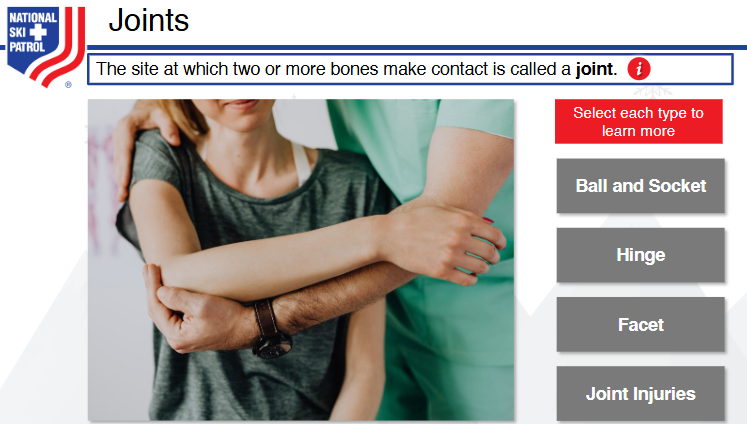 NATIONAL
SKI
PATROL
®
Joints
The site at which two or more bones make contact is called a joint. i
Select each type to
learn more
Ball and Socket
Hinge
Facet
Joint Injuries